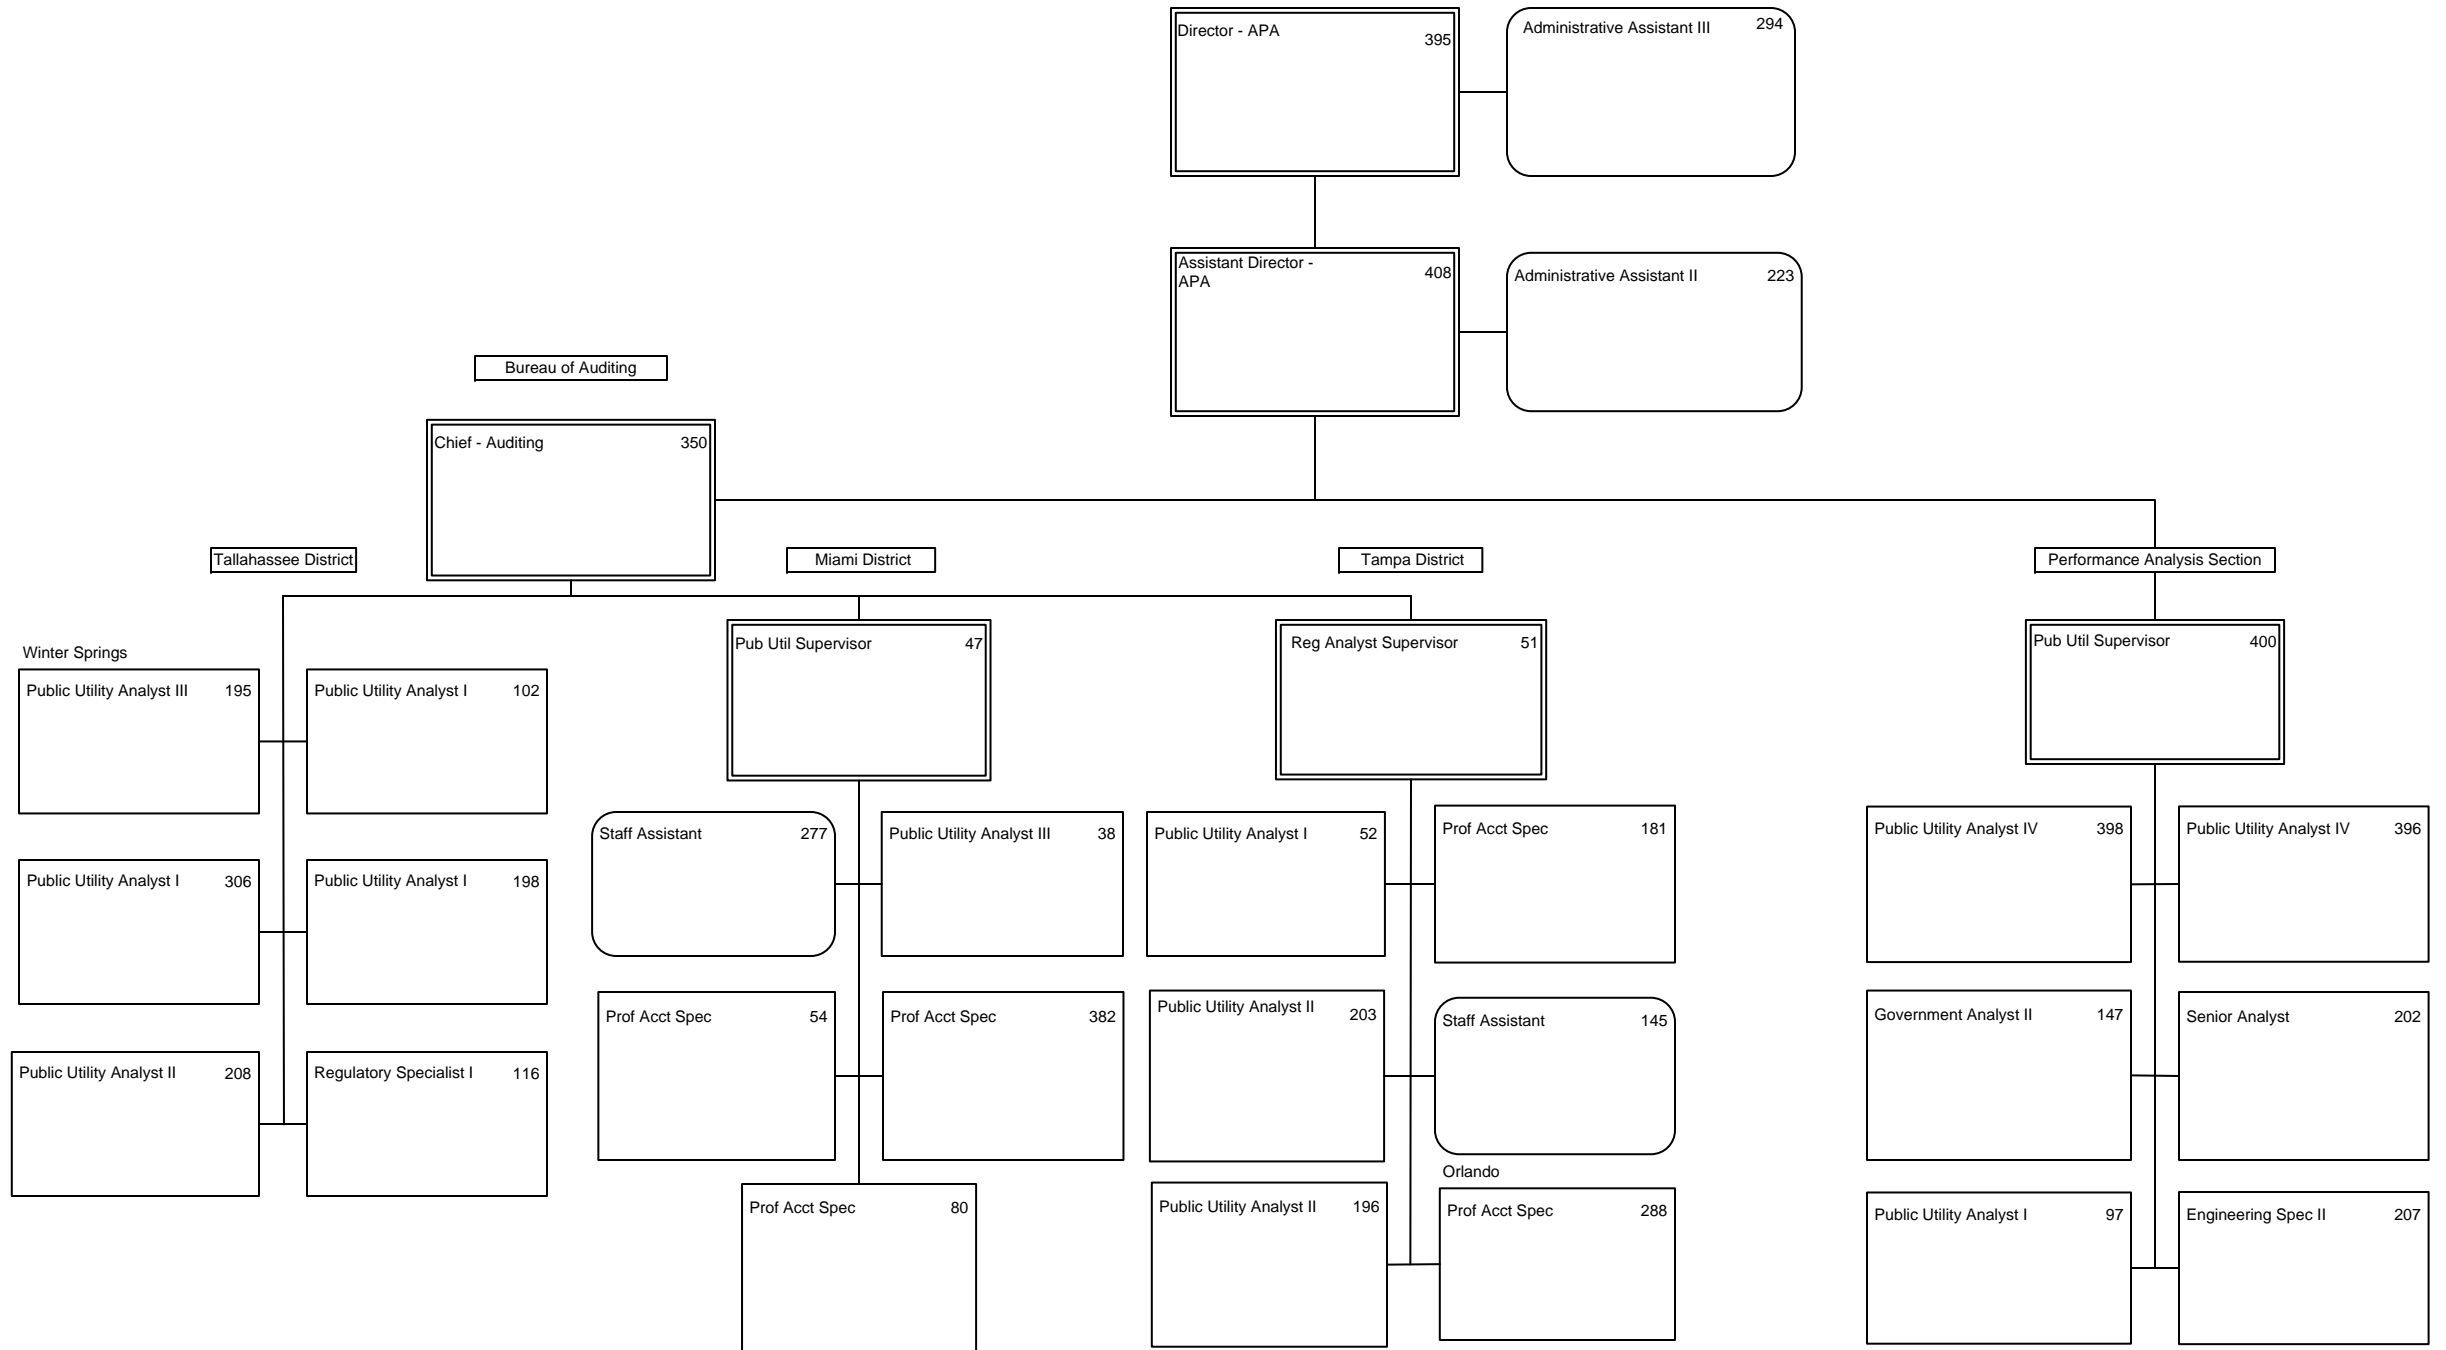 Director - APA 395
Administrative Assistant III 294
Assistant Director -
APA 408
Administrative Assistant II 223
Bureau of Auditing
Chief - Auditing 350
Tallahassee District
Miami District
Tampa District
Performance Analysis Section
Winter Springs
Public Utility Analyst III 195
Public Utility Analyst I 102
Public Utility Analyst I 306
Public Utility Analyst I 198
Public Utility Analyst II 208
Regulatory Specialist I 116
Pub Util Supervisor 47
Staff Assistant 277
Public Utility Analyst III 38
Prof Acct Spec 54
Prof Acct Spec 382
Prof Acct Spec 80
Reg Analyst Supervisor 51
Public Utility Analyst I 52
Prof Acct Spec 181
Public Utility Analyst II 203
Staff Assistant 145
Public Utility Analyst II 196
Orlando
Prof Acct Spec 288
Pub Util Supervisor 400
Public Utility Analyst IV 398
Public Utility Analyst IV 396
Government Analyst II 147
Senior Analyst 202
Public Utility Analyst I 97
Engineering Spec II 207